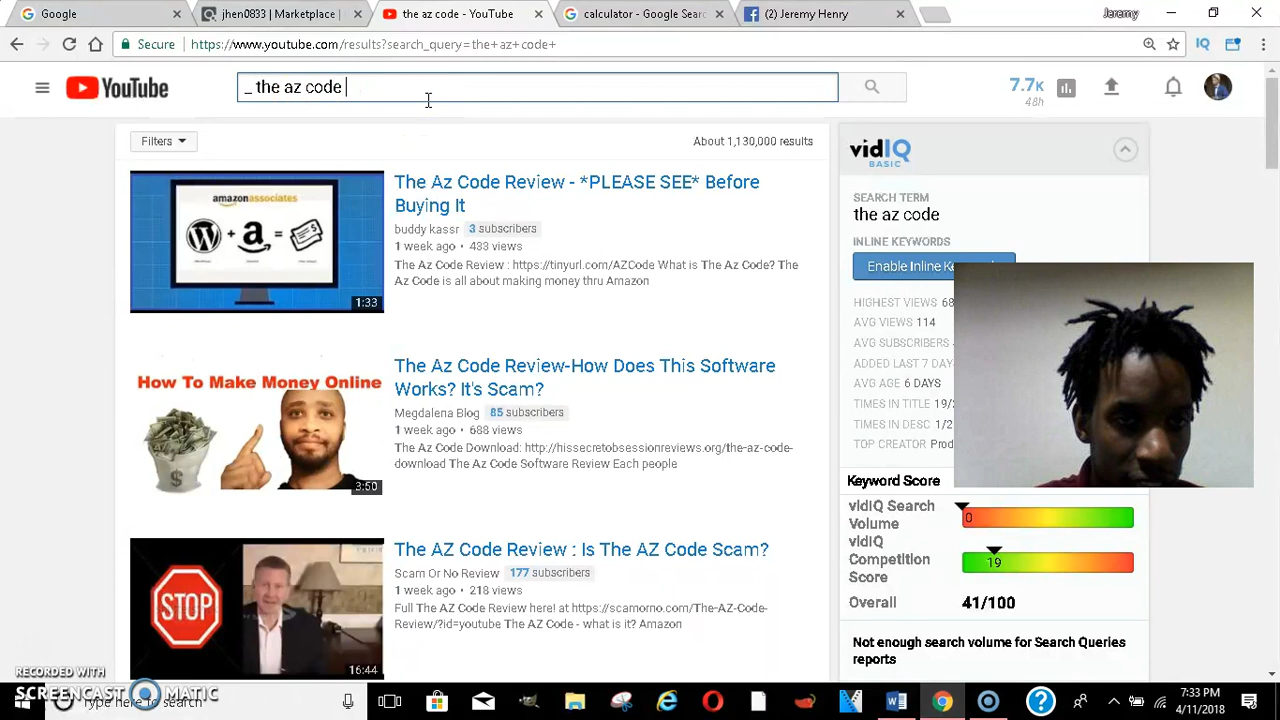 Google
jhen0833 | Marketplace
the az code - YouTube
calculator - Google Sear
(2) Jeremy Henry
Jeremy
Secure
https://www.youtube.com/results?search_query=the+az+code+
YouTube
_ the az code
7.7K
48h
Filters
About 1,130,000 results
amazonassociates
1:33
The Az Code Review - *PLEASE SEE* Before
Buying It
buddy kassr 3 subscribers
1 week ago • 433 views
The Az Code Review : https://tinyurl.com/AZCode What is The Az Code? The
Az Code is all about making money thru Amazon
How To Make Money Online
3:50
The Az Code Review-How Does This Software
Works? It's Scam?
Megdalena Blog 85 subscribers
1 week ago • 688 views
The Az Code Download: http://hissecretobsessionreviews.org/the-az-code-
download The Az Code Software Review Each people
STOP
16:44
The AZ Code Review : Is The AZ Code Scam?
Scam Or No Review 177 subscribers
1 week ago • 218 views
Full The AZ Code Review here! at https://scamorno.com/The-AZ-Code-
Review/?id=youtube The AZ Code - what is it? Amazon
vidIQ
BASIC
SEARCH TERM
the az code
INLINE KEYWORDS
Enable Inline Ke
HIGHEST VIEWS 68
AVG VIEWS 114
AVG SUBSCRIBERS
ADDED LAST 7 DAY
AVG AGE 6 DAYS
TIMES IN TITLE 19/2
TIMES IN DESC 1/2
TOP CREATOR Prod
Keyword Score
vidIQ Search
Volume
0
vidIQ
Competition
Score
19
Overall 41/100
Not enough search volume for Search Queries
reports
RECORDED WITH
SCREENCAST MATIC
Type here to search
7:33 PM
4/11/2018